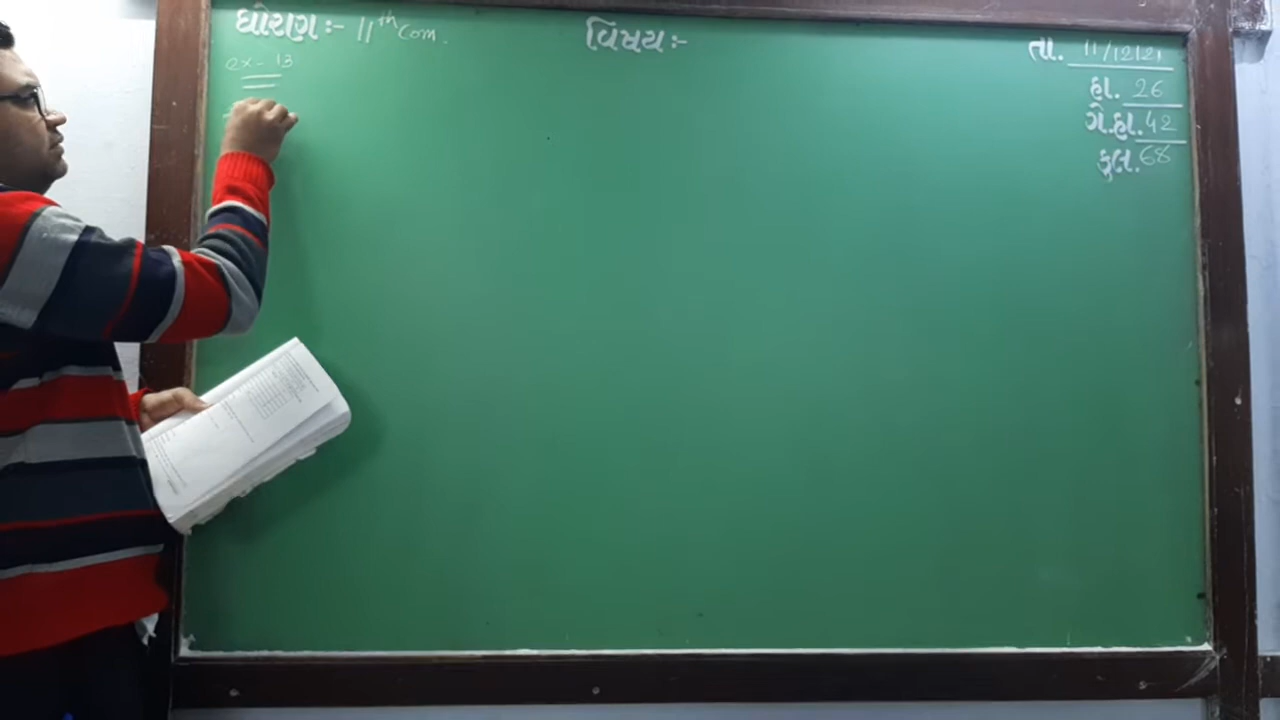 ધોરણ:- 11th com.
વિષય:-
તા. 11/12/21
ex - 13
હા. 26
ગે.હા. 42
કુલ. 68